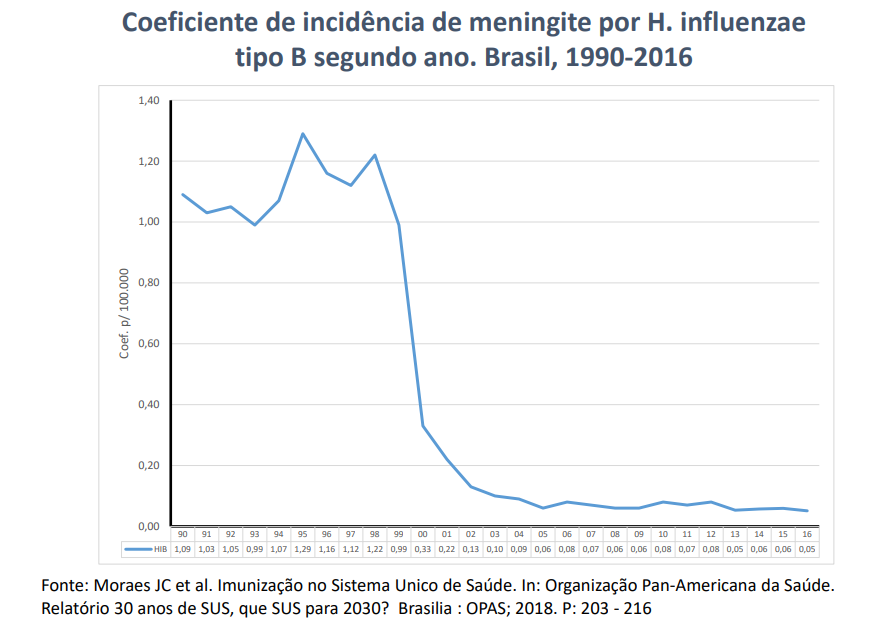 Coeficiente de incidência de meningite por H. influenzae
tipo B segundo ano. Brasil, 1990-2016
1,40
1,20
1,00
0,80
0,60
0,40
0,20
0,00
Coef. p/ 100.000
90 91 92 93 94 95 96 97 98 99 00 01 02 03 04 05 06 07 08 09 10 11 12 13 14 15 16
HIB 1,09 1,03 1,05 0,99 1,07 1,29 1,16 1,12 1,22 0,99 0,33 0,22 0,13 0,10 0,09 0,06 0,08 0,07 0,06 0,06 0,08 0,07 0,08 0,05 0,06 0,06 0,05
Fonte: Moraes JC et al. Imunização no Sistema Unico de Saúde. In: Organização Pan-Americana da Saúde.
Relatório 30 anos de SUS, que SUS para 2030? Brasilia : OPAS; 2018. P: 203 - 216